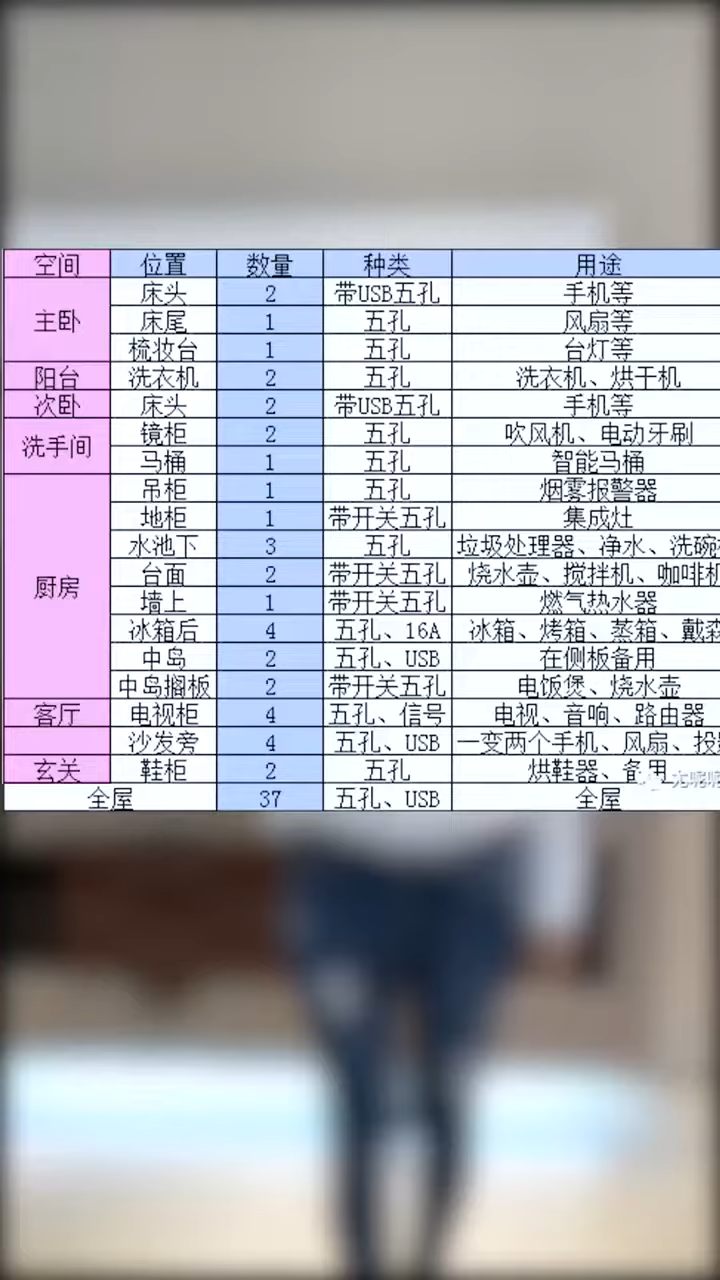 空间 位置 数量 种类 用途
主卧 床头 2 带USB五孔 手机等
床尾 1 五孔 风扇等
梳妆台 1 五孔 台灯等
阳台 洗衣机 2 五孔 洗衣机、烘干机
次卧 床头 2 带USB五孔 手机等
洗手间 镜柜 2 五孔 吹风机、电动牙刷
马桶 1 五孔 智能马桶
厨房 吊柜 1 五孔 烟雾报警器
地柜 1 带开关五孔 集成灶
水池下 3 五孔 垃圾处理器、净水、洗碗
台面 2 带开关五孔 烧水壶、搅拌机、咖啡机
墙上 1 带开关五孔 燃气热水器
冰箱后 4 五孔、16A 冰箱、烤箱、蒸箱、戴森
中岛 2 五孔、USB 在侧板备用
中岛搁板 2 带开关五孔 电饭煲、烧水壶
客厅 电视柜 4 五孔、信号 电视、音响、路由器
沙发旁 4 五孔、USB 一变两个手机、风扇、投
玄关 鞋柜 2 五孔 烘鞋器、备用
全屋 37 五孔、USB 全屋